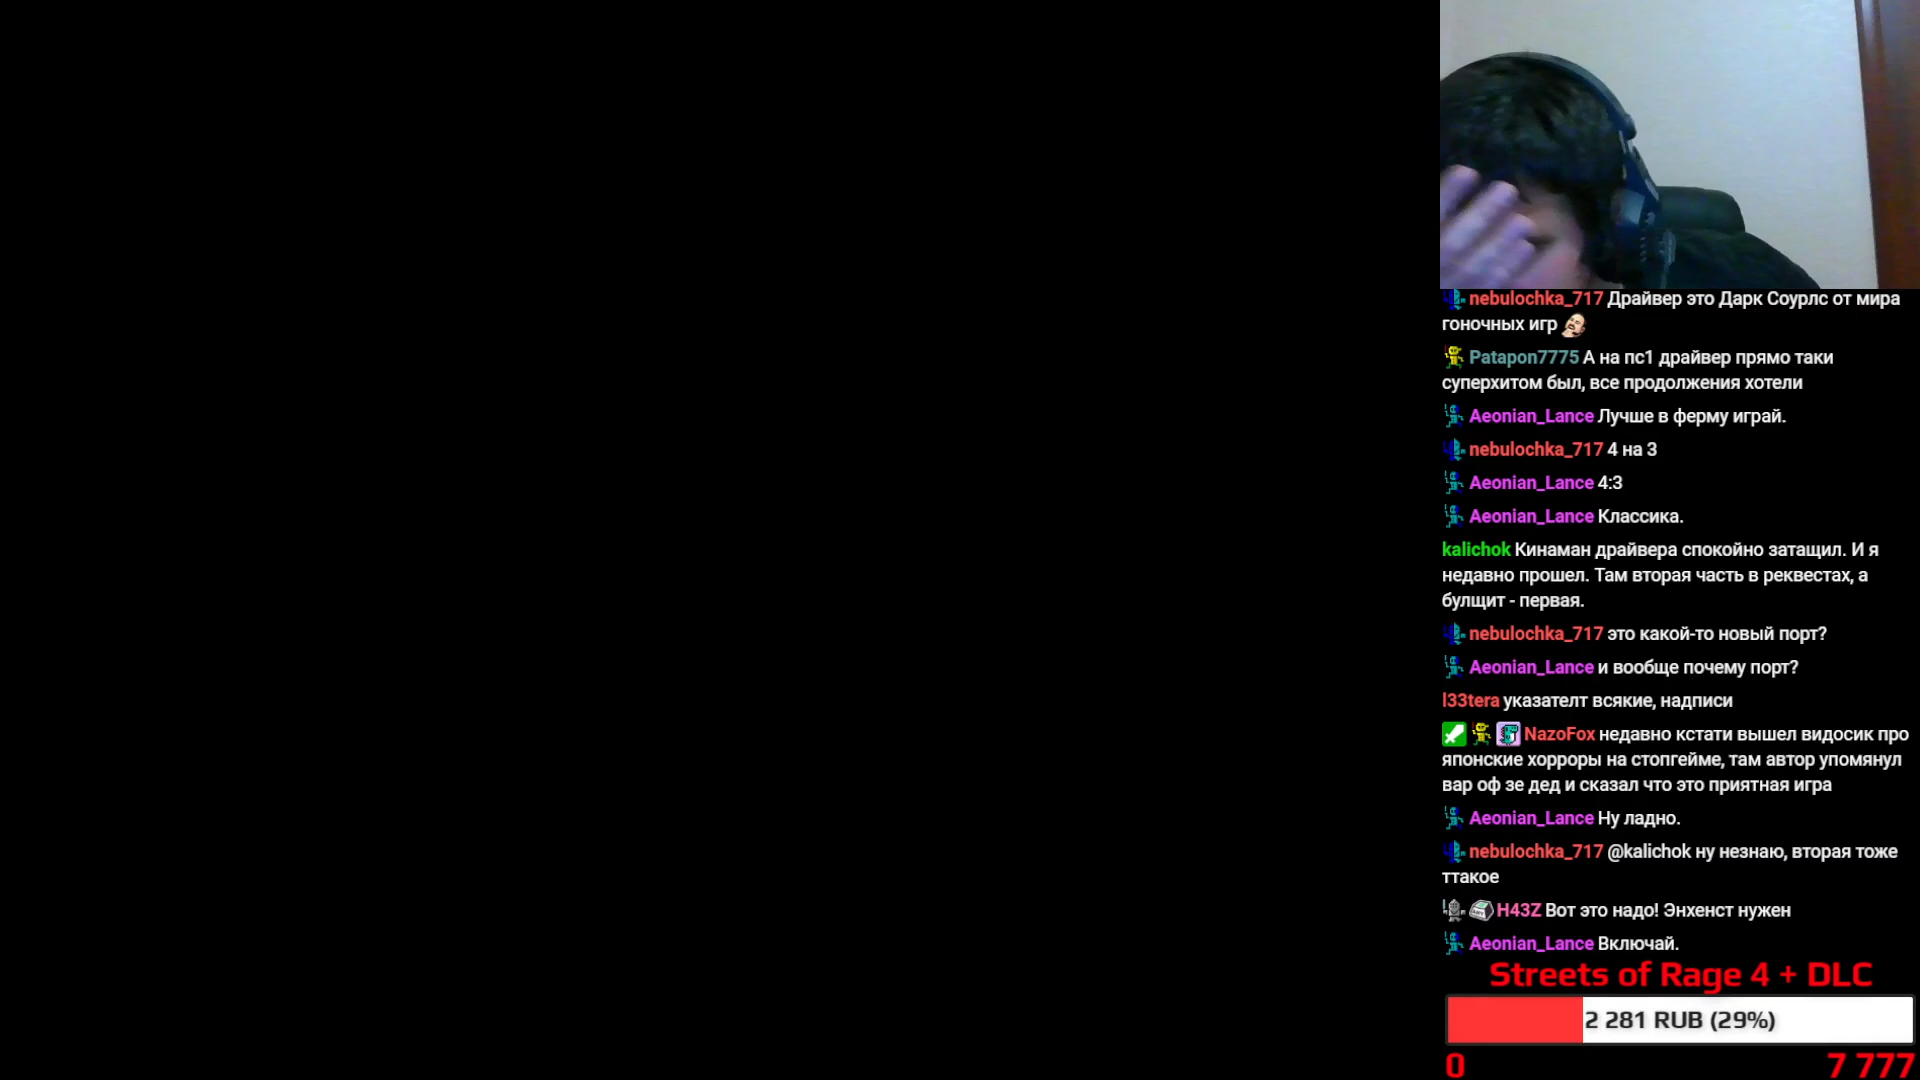 nebulochka_717 Драйвер это Дарк Соурлс от мира
гоночных игр
Patapon7775 А на пс1 драйвер прямо таки
суперхитом был, все продолжения хотели
Aeonian_Lance Лучше в ферму играй.
nebulochka_717 4 на 3
Aeonian_Lance 4:3
Aeonian_Lance Классика.
kalichok Кинаман драйвера спокойно затащил. И я
недавно прошел. Там вторая часть в реквестах, а
булщит - первая.
nebulochka_717 это какой-то новый порт?
Aeonian_Lance и вообще почему порт?
l33tera указателт всякие, надписи
NazoFox недавно кстати вышел видосик про
японские хорроры на стопгейме, там автор упомянул
вар оф зе дед и сказал что это приятная игра
Aeonian_Lance Ну ладно.
nebulochka_717 @kalichok ну незнаю, вторая тоже
ттакое
H43Z Вот это надо! Энхенст нужен
Aeonian_Lance Включай.
Streets of Rage 4 + DLC
2 281 RUB (29%)
0 7 777